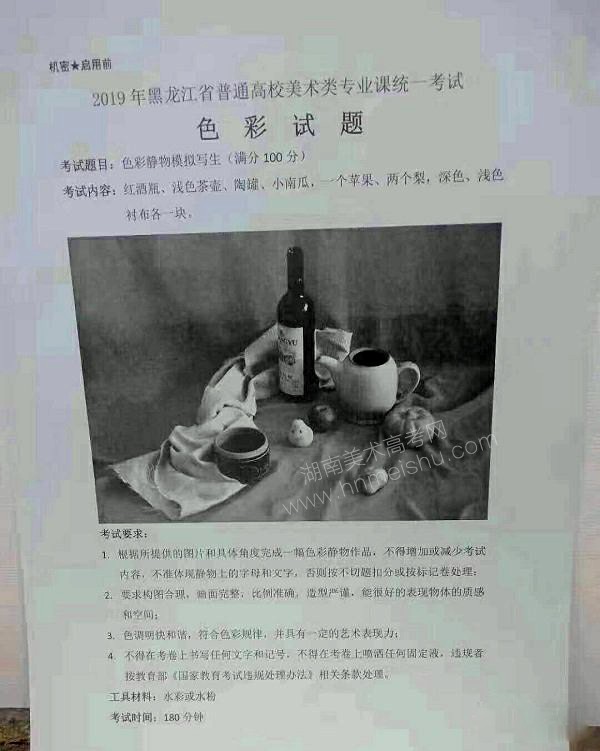 机密★启用前
2019年黑龙江省普通高校美术类专业课统一考试
色彩试题
考试题目：色彩静物模拟写生（满分100分）
考试内容：红酒瓶、浅色茶壶、陶罐、小南瓜，一个苹果、两个梨，深色、浅色
衬布各一块。
湖南美术高考网
www.hnmeishu.com
考试要求：
1. 根据所提供的图片和具体角度完成一幅色彩静物作品，不得增加或减少考试
内容，不准体现静物上的字母和文字，否则按不切题扣分或按标记卷处理；
2. 要求构图合理，画面完整，比例准确，造型严谨，能很好的表现物体的质感
和空间；
3. 色调明快和谐，符合色彩规律，并具有一定的艺术表现力；
4. 不得在考卷上书写任何文字和记号，不得在考卷上喷洒任何固定液，违规者
按教育部《国家教育考试违规处理办法》相关条款处理。
工具材料：水彩或水粉
考试时间：180分钟